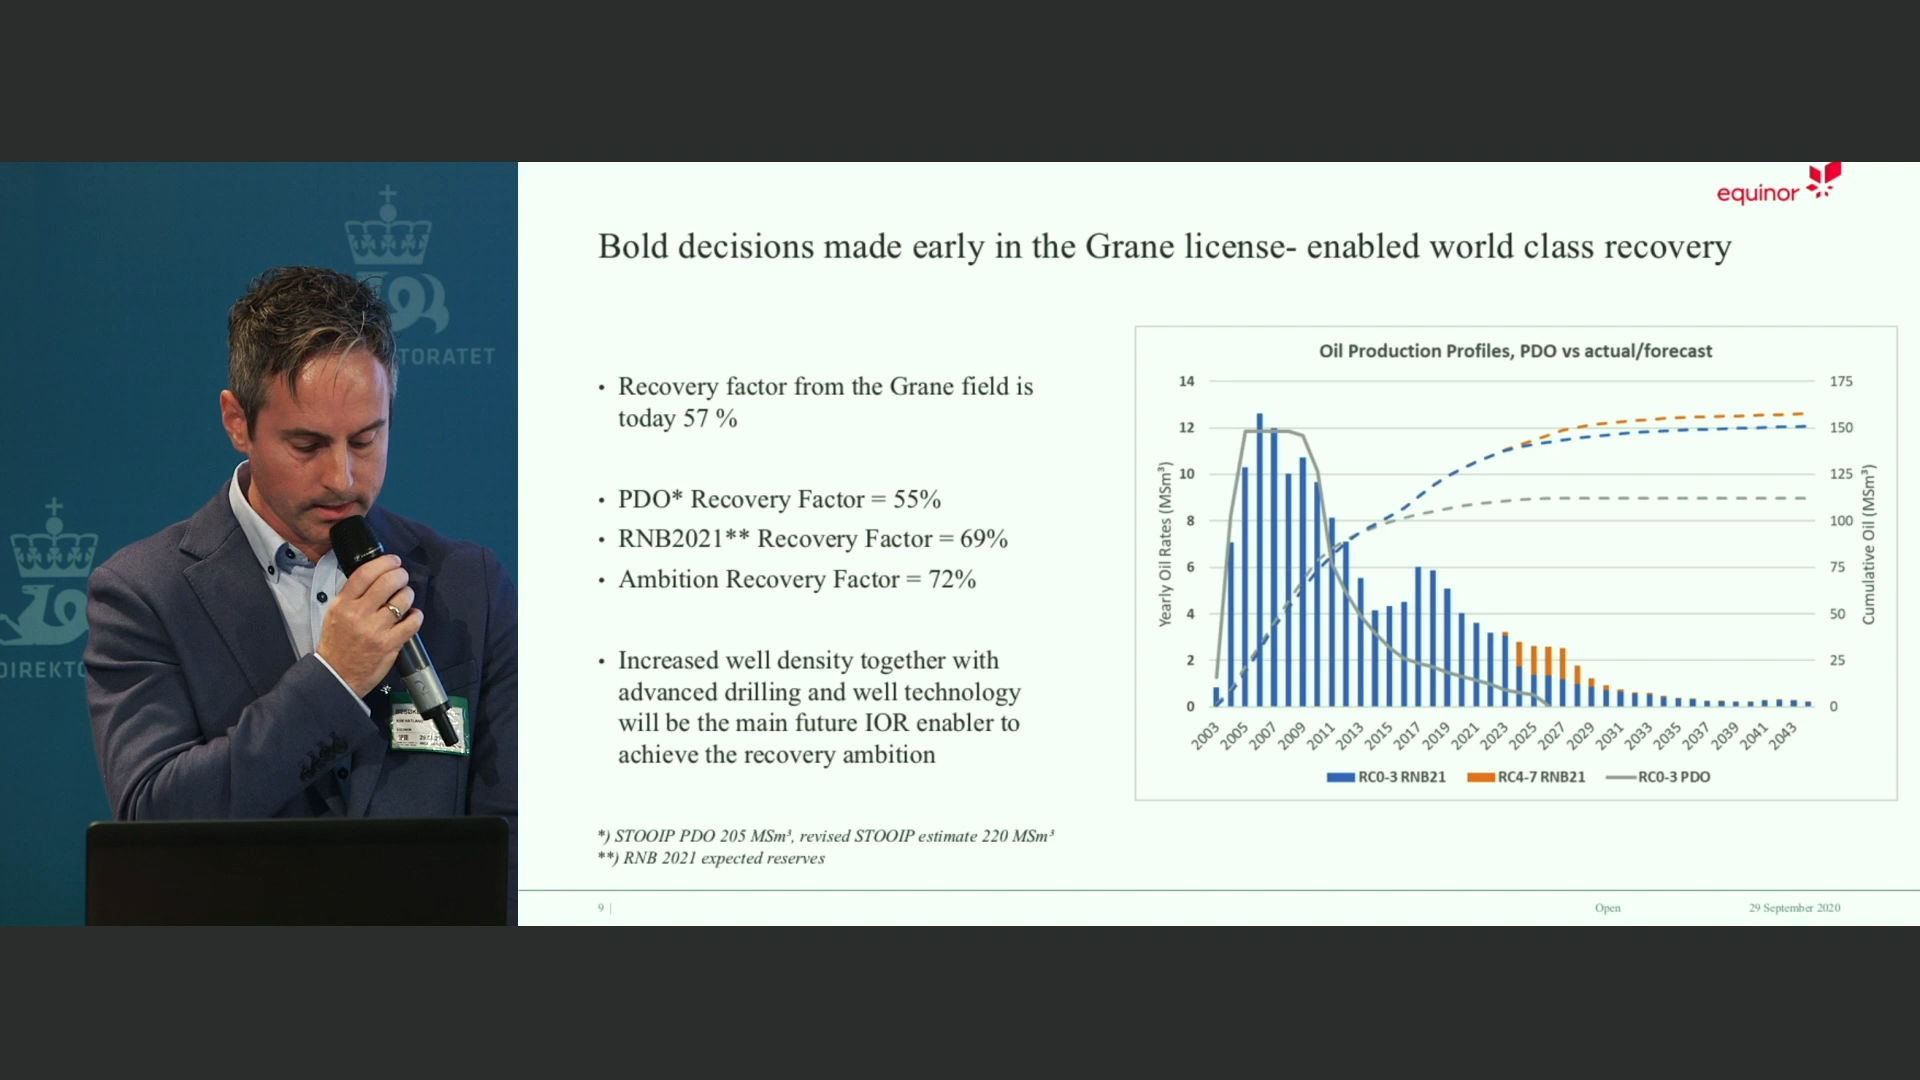 equinor
Bold decisions made early in the Grane license- enabled world class recovery
TORATET
DIREKTO
• Recovery factor from the Grane field is
today 57 %
• PDO* Recovery Factor = 55%
• RNB2021** Recovery Factor = 69%
• Ambition Recovery Factor = 72%
• Increased well density together with
advanced drilling and well technology
will be the main future IOR enabler to
achieve the recovery ambition
*) STOOIP PDO 205 MSm³, revised STOOIP estimate 220 MSm³
**) RNB 2021 expected reserves
Oil Production Profiles, PDO vs actual/forecast
Yearly Oil Rates (MSm³)
14
12
10
8
6
4
2
0
175
150
125
100
75
50
25
0
Cumulative Oil (MSm³)
2003 2005 2007 2009 2011 2013 2015 2017 2019 2021 2023 2025 2027 2029 2031 2033 2035 2037 2039 2041 2043
RC0-3 RNB21 RC4-7 RNB21 RC0-3 PDO
9 |
Open
29 September 2020